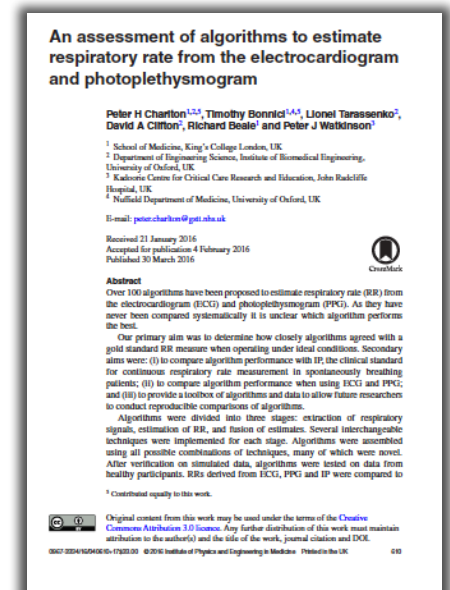 An assessment of algorithms to estimate
respiratory rate from the electrocardiogram
and photoplethysmogram
Peter H Charlton1,2,5, Timothy Bonnici1,4,5, Lionel Tarassenko2,
David A Clifton2, Richard Beale1 and Peter J Watkinson3
1 School of Medicine, King's College London, UK
2 Department of Engineering Science, Institute of Biomedical Engineering,
University of Oxford, UK
3 Kadoorie Centre for Critical Care Research and Education, John Radcliffe
Hospital, UK
4 Nuffield Department of Medicine, University of Oxford, UK
E-mail: peter.charlton@gstt.nhs.uk
Received 21 January 2016
Accepted for publication 4 February 2016
Published 30 March 2016
CrossMark
Abstract
Over 100 algorithms have been proposed to estimate respiratory rate (RR) from
the electrocardiogram (ECG) and photoplethysmogram (PPG). As they have
never been compared systematically it is unclear which algorithm performs
the best.
Our primary aim was to determine how closely algorithms agreed with a
gold standard RR measure when operating under ideal conditions. Secondary
aims were: (i) to compare algorithm performance with IP, the clinical standard
for continuous respiratory rate measurement in spontaneously breathing
patients; (ii) to compare algorithm performance when using ECG and PPG;
and (iii) to provide a toolbox of algorithms and data to allow future researchers
to conduct reproducible comparisons of algorithms.
Algorithms were divided into three stages: extraction of respiratory
signals, estimation of RR, and fusion of estimates. Several interchangeable
techniques were implemented for each stage. Algorithms were assembled
using all possible combinations of techniques, many of which were novel.
After verification on simulated data, algorithms were tested on data from
healthy participants. RRs derived from ECG, PPG and IP were compared to
5 Contributed equally to this work.
cc BY
Original content from this work may be used under the terms of the Creative
Commons Attribution 3.0 licence. Any further distribution of this work must maintain
attribution to the author(s) and the title of the work, journal citation and DOI.
0967-3334/16/040610+17$33.00 © 2016 Institute of Physics and Engineering in Medicine Printed in the UK 610